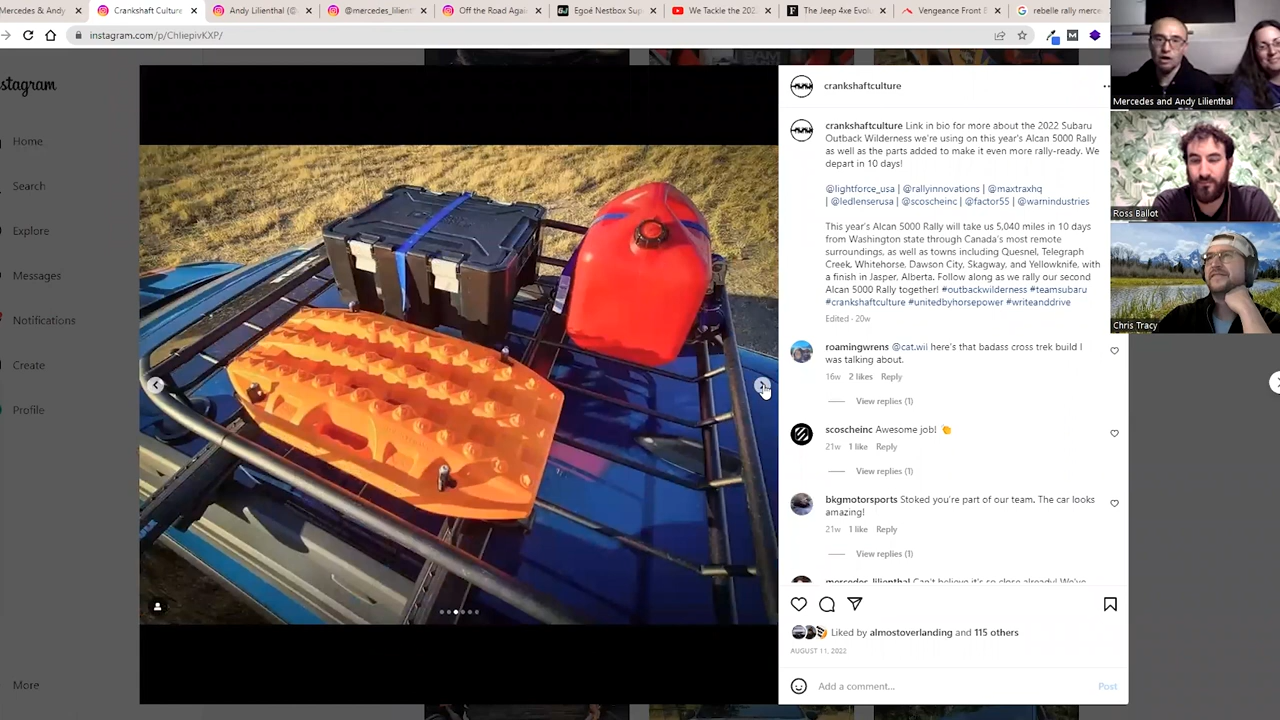 Mercedes & Andy
Crankshaft Culture
Andy Lilienthal (@
@mercedes_lilient
Off the Road Again
Egoé Nestbox Sup
We Tackle the 202
The Jeep 4xe Evolu
Vengeance Front B
rebelle rally merce
instagram.com/p/ChIiepivKXP/
stagram
Home
Search
Explore
Messages
Notifications
Create
Profile
More
crankshaftculture
crankshaftculture Link in bio for more about the 2022 Subaru
Outback Wilderness we're using on this year's Alcan 5000 Rally
as well as the parts added to make it even more rally-ready. We
depart in 10 days!
@lightforce_usa | @rallyinnovations | @maxtraxhq
| @ledlenserusa | @scoscheinc | @factor55 | @warnindustries
This year's Alcan 5000 Rally will take us 5,040 miles in 10 days
from Washington state through Canada's most remote
surroundings, as well as towns including Quesnel, Telegraph
Creek, Whitehorse, Dawson City, Skagway, and Yellowknife, with
a finish in Jasper, Alberta. Follow along as we rally our second
Alcan 5000 Rally together! #outbackwilderness #teamsubaru
#crankshaftculture #unitedbyhorsepower #writeanddrive
Edited · 20w
roamingwrens @cat.wil here's that badass cross trek build I
was talking about.
16w 2 likes Reply
View replies (1)
scoscheinc Awesome job! 👏
21w 1 like Reply
View replies (1)
bkgmotorsports Stoked you're part of our team. The car looks
amazing!
21w 1 like Reply
View replies (1)
mercedes_lilienthal Can't believe it's so close already! We've
Liked by almostoverlanding and 115 others
AUGUST 11, 2022
Add a comment...
Post
Mercedes and Andy Lilienthal
Ross Ballot
Chris Tracy